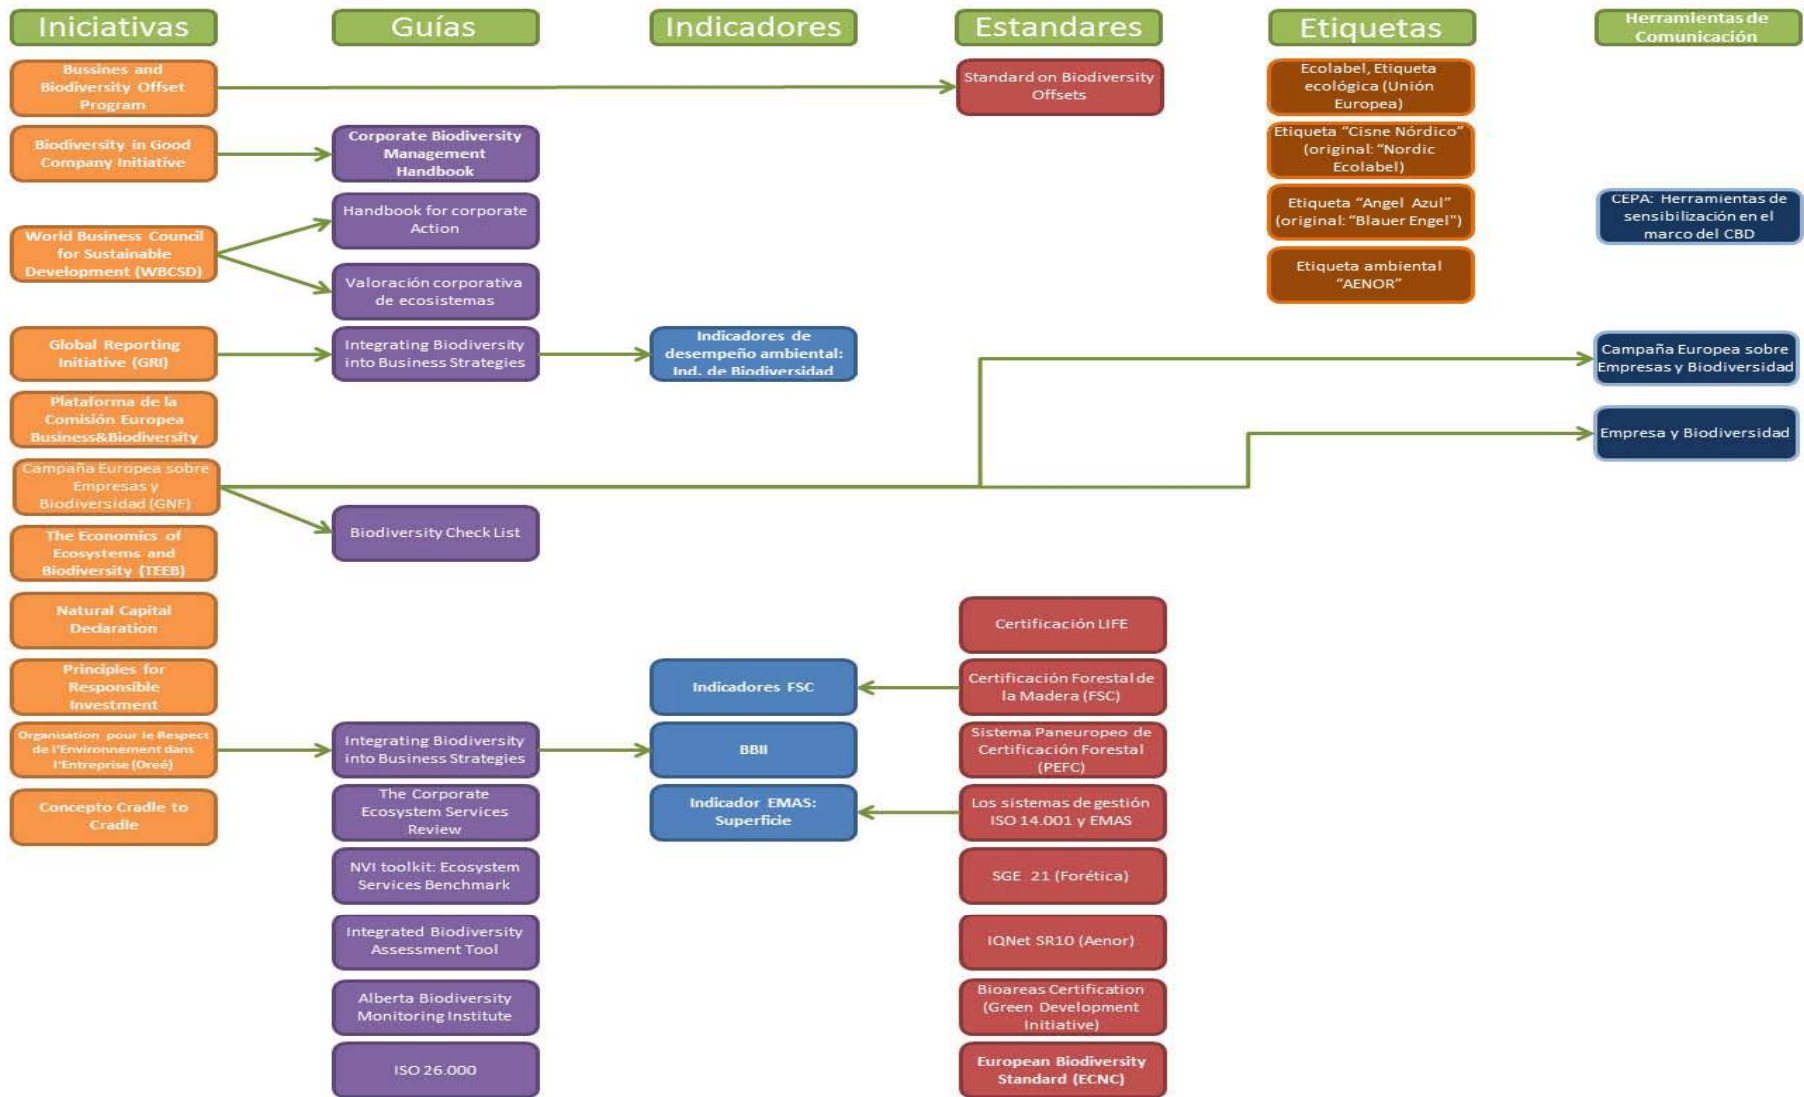 Iniciativas
Guías
Indicadores
Estandares
Etiquetas
Herramientas de
Comunicación
Bussines and
Biodiversity Offset
Program
Biodiversity in Good
Company Initiative
World Business Council
for Sustainable
Development (WBCSD)
Global Reporting
Initiative (GRI)
Plataforma de la
Comisión Europea
Business&Biodiversity
Campaña Europea sobre
Empresas y
Biodiversidad (GNF)
The Economics of
Ecosystems and
Biodiversity (TEEB)
Natural Capital
Declaration
Principles for
Responsible
Investment
Organisation pour le Respect
de l'Environnement dans
l'Entreprise (Oreé)
Concepto Cradle to
Cradle
Corporate Biodiversity
Management
Handbook
Handbook for corporate
Action
Valoración corporativa
de ecosistemas
Integrating Biodiversity
into Business Strategies
Biodiversity Check List
Integrating Biodiversity
into Business Strategies
The Corporate
Ecosystem Services
Review
NVI toolkit: Ecosystem
Services Benchmark
Integrated Biodiversity
Assessment Tool
Alberta Biodiversity
Monitoring Institute
ISO 26.000
Indicadores de
desempeño ambiental:
Ind. de Biodiversidad
Indicadores FSC
BBII
Indicador EMAS:
Superficie
Standard on Biodiversity
Offsets
Certificación LIFE
Certificación Forestal de
la Madera (FSC)
Sistema Paneuropeo de
Certificación Forestal
(PEFC)
Los sistemas de gestión
ISO 14.001 y EMAS
SGE 21 (Forética)
IQNet SR10 (Aenor)
Bioareas Certification
(Green Development
Initiative)
European Biodiversity
Standard (ECNC)
Ecolabel, Etiqueta
ecológica (Unión
Europea)
Etiqueta “Cisne Nórdico”
(original: “Nordic
Ecolabel)
Etiqueta “Angel Azul”
(original: “Blauer Engel")
Etiqueta ambiental
“AENOR”
CEPA: Herramientas de
sensibilización en el
marco del CBD
Campaña Europea sobre
Empresas y Biodiversidad
Empresa y Biodiversidad